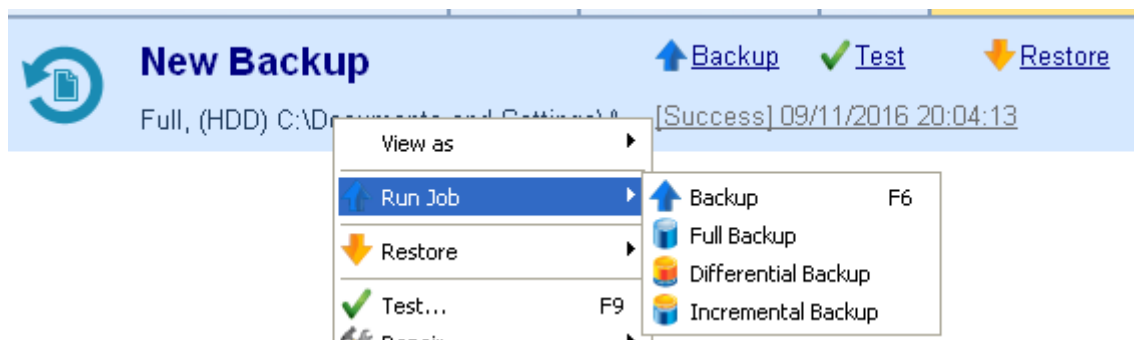 New Backup
Backup
Test
Restore
Full, (HDD) C:\
[Success] 09/11/2016 20:04:13
View as
Run Job
Backup F6
Full Backup
Restore
Differential Backup
Test... F9
Incremental Backup